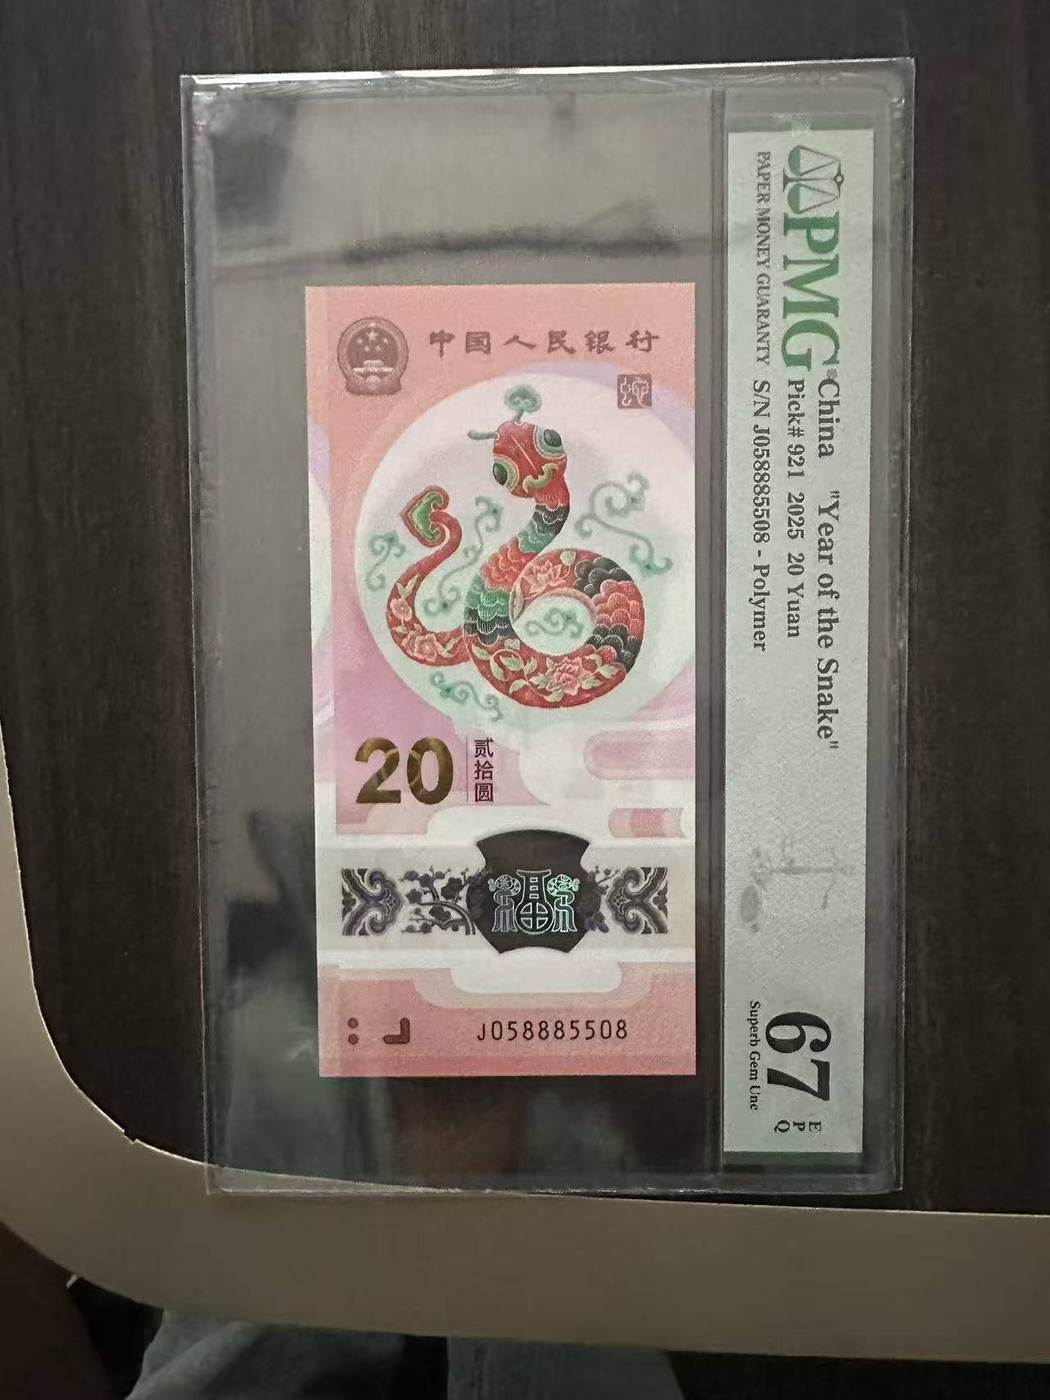 中国人民银行
20
贰拾圆
J058885508
PMG
PAPER MONEY GUARANTY
China "Year of the Snake"
Pick# 921 2025 20 Yuan
S/N J058885508 - Polymer
67
EPQ
Superb Gem Unc